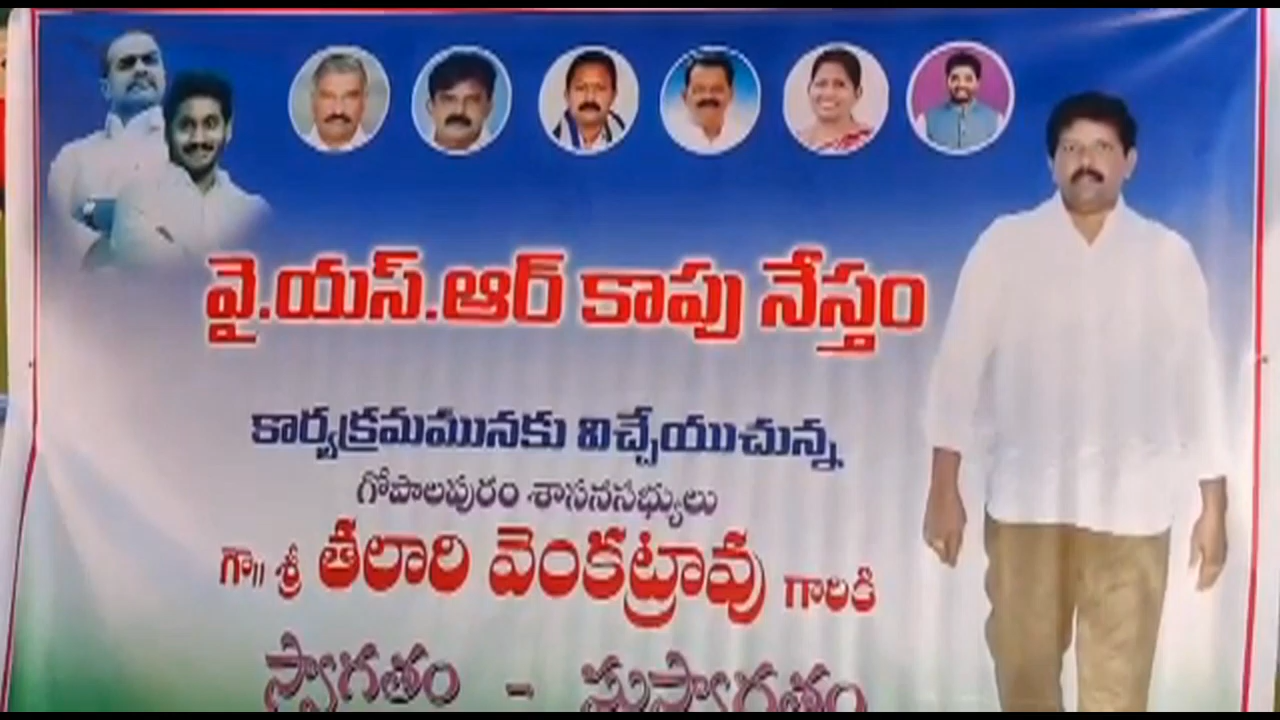 వై.యస్.ఆర్ కాపు నేస్తం
కార్యక్రమమునకు విచ్చేయుచున్న
గోపాలపురం శాసనసభ్యులు
గౌ॥ శ్రీ తలారి వెంకట్రావు గారికి
స్వాగతం - సుస్వాగతం